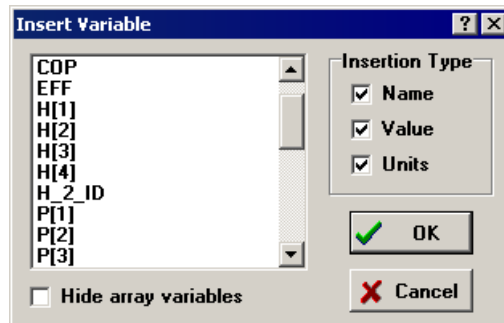 Insert Variable
COP
EFF
H[1]
H[2]
H[3]
H[4]
H_2_ID
P[1]
P[2]
P[3]
Hide array variables
Insertion Type
Name
Value
Units
OK
Cancel